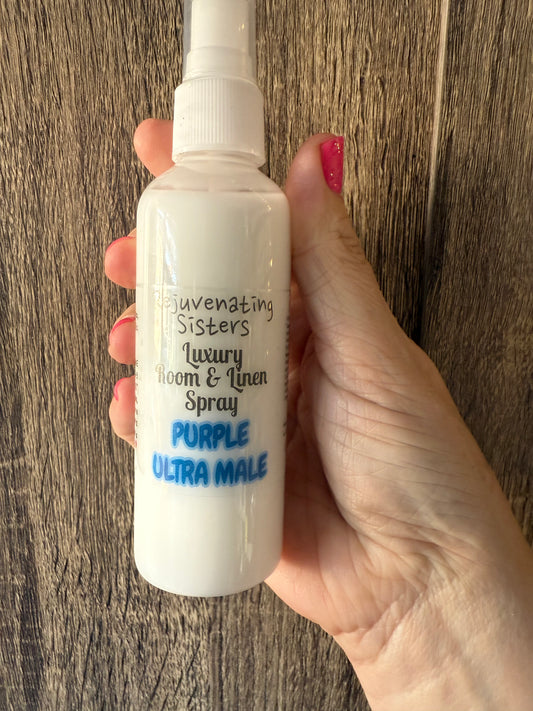 Rejuvenating
Sisters
Luxury
Room & Linen
Spray
PURPLE
ULTRA MALE